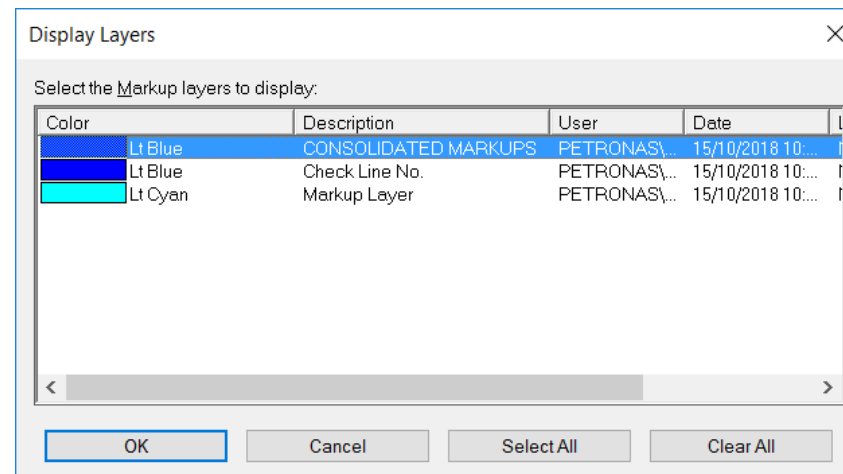 Display Layers
Select the Markup layers to display:
Color Description User Date
Lt Blue CONSOLIDATED MARKUPS PETRONAS\... 15/10/2018 10:...
Lt Blue Check Line No. PETRONAS\... 15/10/2018 10:...
Lt Cyan Markup Layer PETRONAS\... 15/10/2018 10:...
OK Cancel Select All Clear All